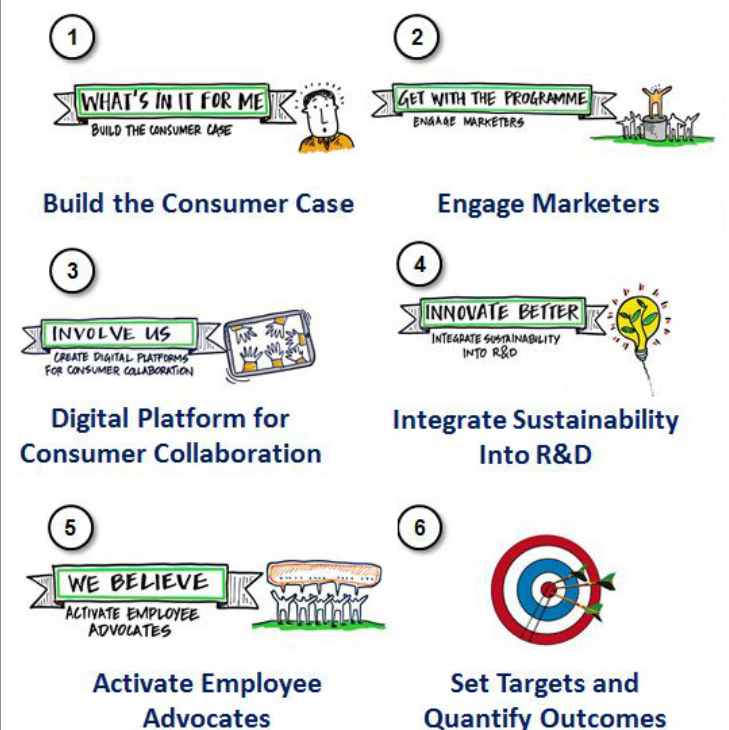 1
WHAT'S IN IT FOR ME
BUILD THE CONSUMER CASE
Build the Consumer Case
2
GET WITH THE PROGRAMME
ENGAGE MARKETERS
Engage Marketers
3
INVOLVE US
CREATE DIGITAL PLATFORMS
FOR CONSUMER COLLABORATION
Digital Platform for
Consumer Collaboration
4
INNOVATE BETTER
INTEGRATE SUSTAINABILITY
INTO R&D
Integrate Sustainability
Into R&D
5
WE BELIEVE
ACTIVATE EMPLOYEE
ADVOCATES
Activate Employee
Advocates
6
Set Targets and
Quantify Outcomes